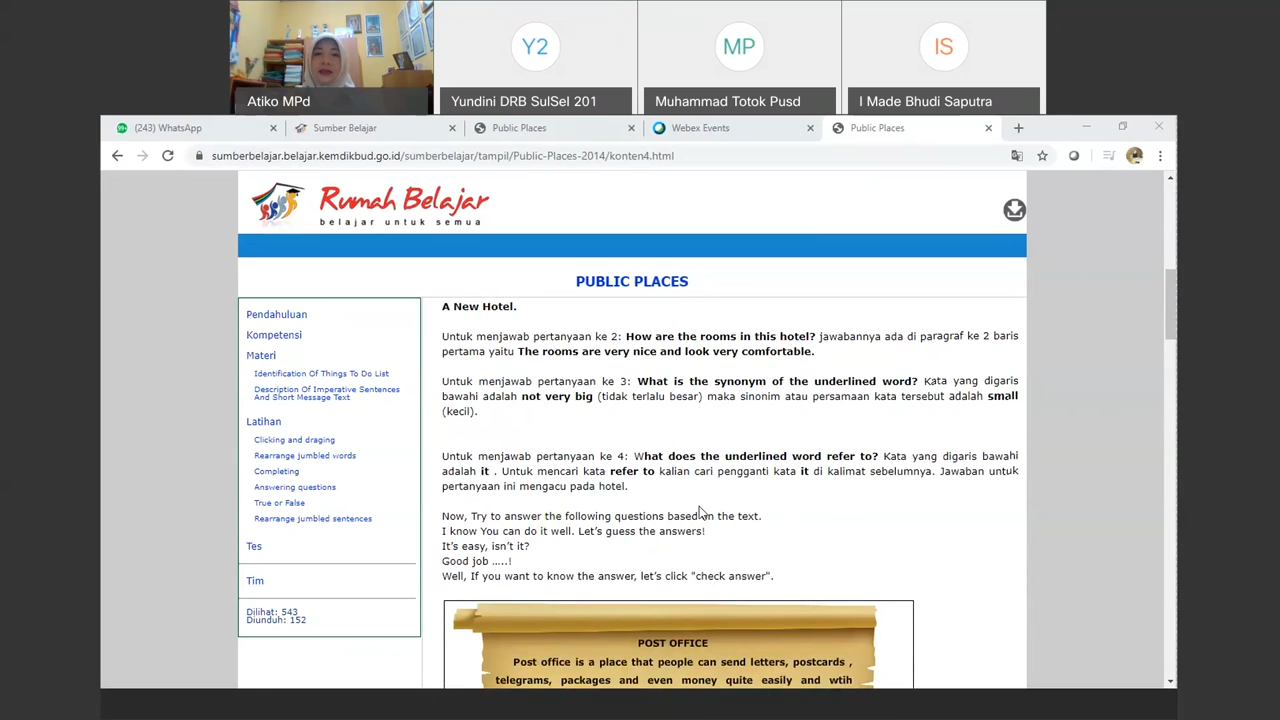 Y2
MP
IS
Atiko MPd
Yundini DRB SulSel 201
Muhammad Totok Pusd
I Made Bhudi Saputra
(243) WhatsApp
Sumber Belajar
Public Places
Webex Events
Public Places
sumberbelajar.belajar.kemdikbud.go.id/sumberbelajar/tampil/Public-Places-2014/konten4.html
Rumah Belajar
belajar untuk semua
PUBLIC PLACES
Pendahuluan
Kompetensi
Materi
Identification Of Things To Do List
Description Of Imperative Sentences
And Short Message Text
Latihan
Clicking and draging
Rearrange jumbled words
Completing
Answering questions
True or False
Rearrange jumbled sentences
Tes
Tim
Dilihat: 543
Diunduh: 152
A New Hotel.
Untuk menjawab pertanyaan ke 2: How are the rooms in this hotel? jawabannya ada di paragraf ke 2 baris
pertama yaitu The rooms are very nice and look very comfortable.
Untuk menjawab pertanyaan ke 3: What is the synonym of the underlined word? Kata yang digaris
bawahi adalah not very big (tidak terlalu besar) maka sinonim atau persamaan kata tersebut adalah small
(kecil).
Untuk menjawab pertanyaan ke 4: What does the underlined word refer to? Kata yang digaris bawahi
adalah it . Untuk mencari kata refer to kalian cari pengganti kata it di kalimat sebelumnya. Jawaban untuk
pertanyaan ini mengacu pada hotel.
Now, Try to answer the following questions based in the text.
I know You can do it well. Let's guess the answers!
It's easy, isn't it?
Good job .....!
Well, If you want to know the answer, let's click "check answer".
POST OFFICE
Post office is a place that people can send letters, postcards ,
telegrams, packages and even money quite easily and wtih